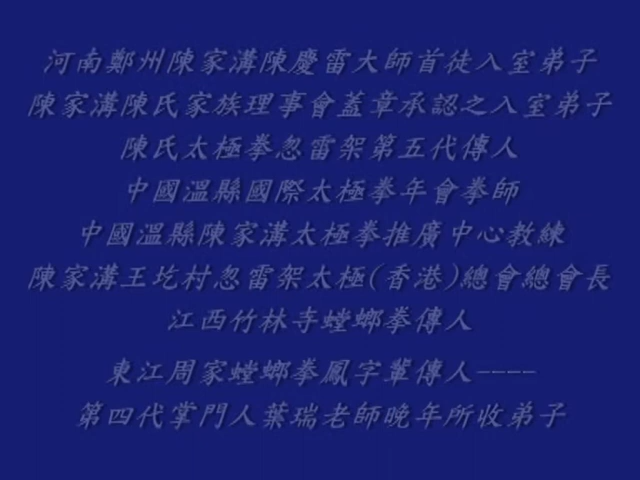 河南鄭州陳家溝陳慶雷大師首徒入室弟子
陳家溝陳氏家族理事會蓋章承認之入室弟子
陳氏太極拳忽雷架第五代傳人
中國溫縣國際太極拳年會拳師
中國溫縣陳家溝太極拳推廣中心教練
陳家溝王圪村忽雷架太極(香港)總會總會長
江西竹林寺螳螂拳傳人
東江周家螳螂拳鳳字輩傳人----
第四代掌門人葉瑞老師晚年所收弟子